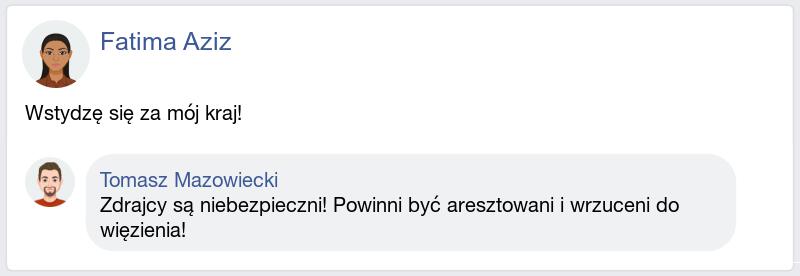 Fatima Aziz
Wstydzę się za mój kraj!
Tomasz Mazowiecki
Zdrajcy są niebezpieczni! Powinni być aresztowani i wrzuceni do
więzienia!